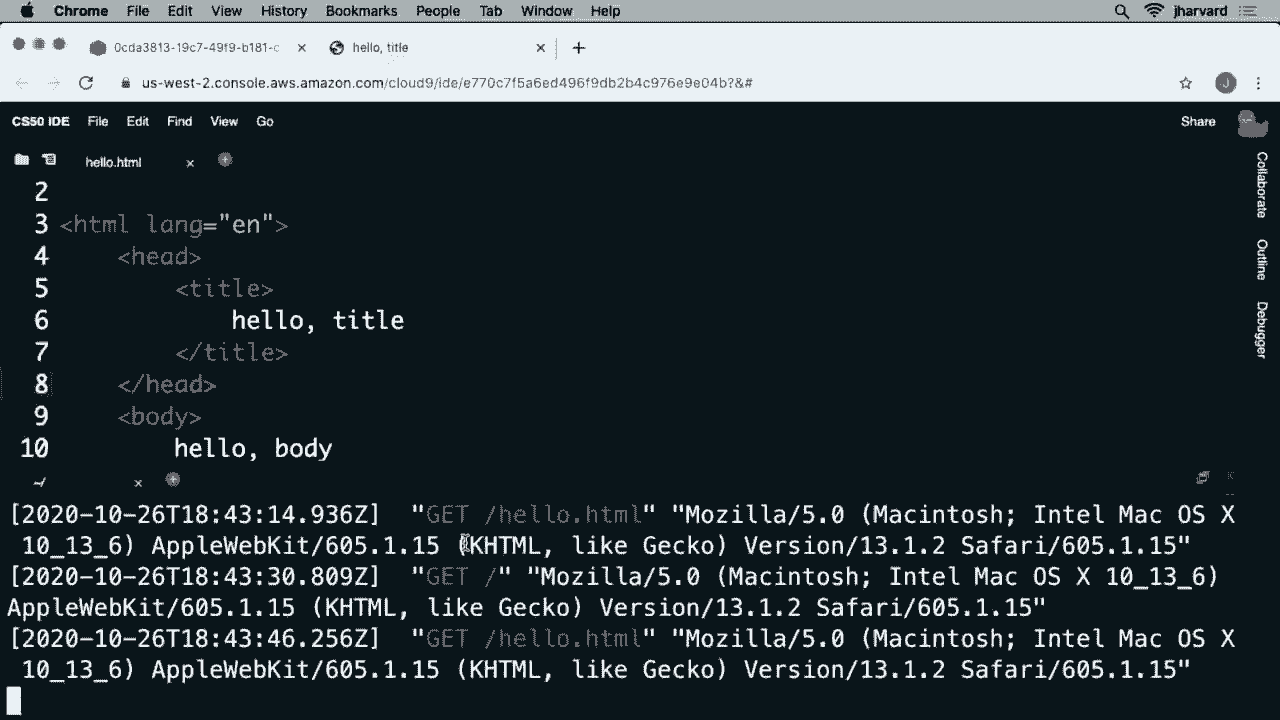 Chrome File Edit View History Bookmarks People Tab Window Help jharvard
0cda3813-19c7-49f9-b181-c hello, title
us-west-2.console.aws.amazon.com/cloud9/ide/e770c7f5a6ed496f9db2b4c976e9e04b?&# J
CS50 IDE File Edit Find View Go Share
hello.html
Collaborate
Outline
Debugger
2
3 <html lang="en">
4 <head>
5 <title>
6 hello, title
7 </title>
8 </head>
9 <body>
10 hello, body
[2020-10-26T18:43:14.936Z] "GET /hello.html" "Mozilla/5.0 (Macintosh; Intel Mac OS X
10_13_6) AppleWebKit/605.1.15 (KHTML, like Gecko) Version/13.1.2 Safari/605.1.15"
[2020-10-26T18:43:30.809Z] "GET /" "Mozilla/5.0 (Macintosh; Intel Mac OS X 10_13_6)
AppleWebKit/605.1.15 (KHTML, like Gecko) Version/13.1.2 Safari/605.1.15"
[2020-10-26T18:43:46.256Z] "GET /hello.html" "Mozilla/5.0 (Macintosh; Intel Mac OS X
10_13_6) AppleWebKit/605.1.15 (KHTML, like Gecko) Version/13.1.2 Safari/605.1.15"